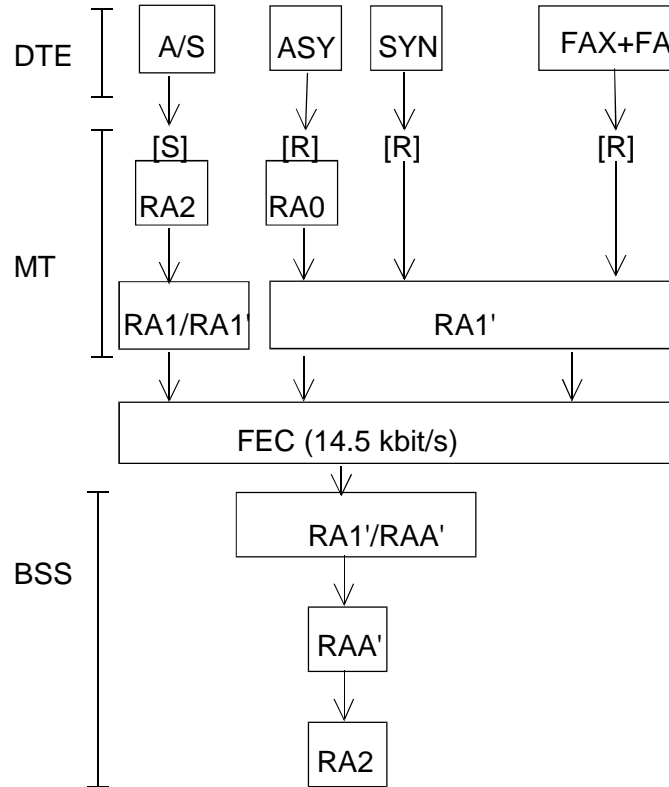 DTE
A/S
ASY
SYN
FAX+FA
[S]
[R]
[R]
[R]
RA2
RA0
MT
RA1/RA1'
RA1'
FEC (14.5 kbit/s)
RA1'/RAA'
BSS
RAA'
RA2